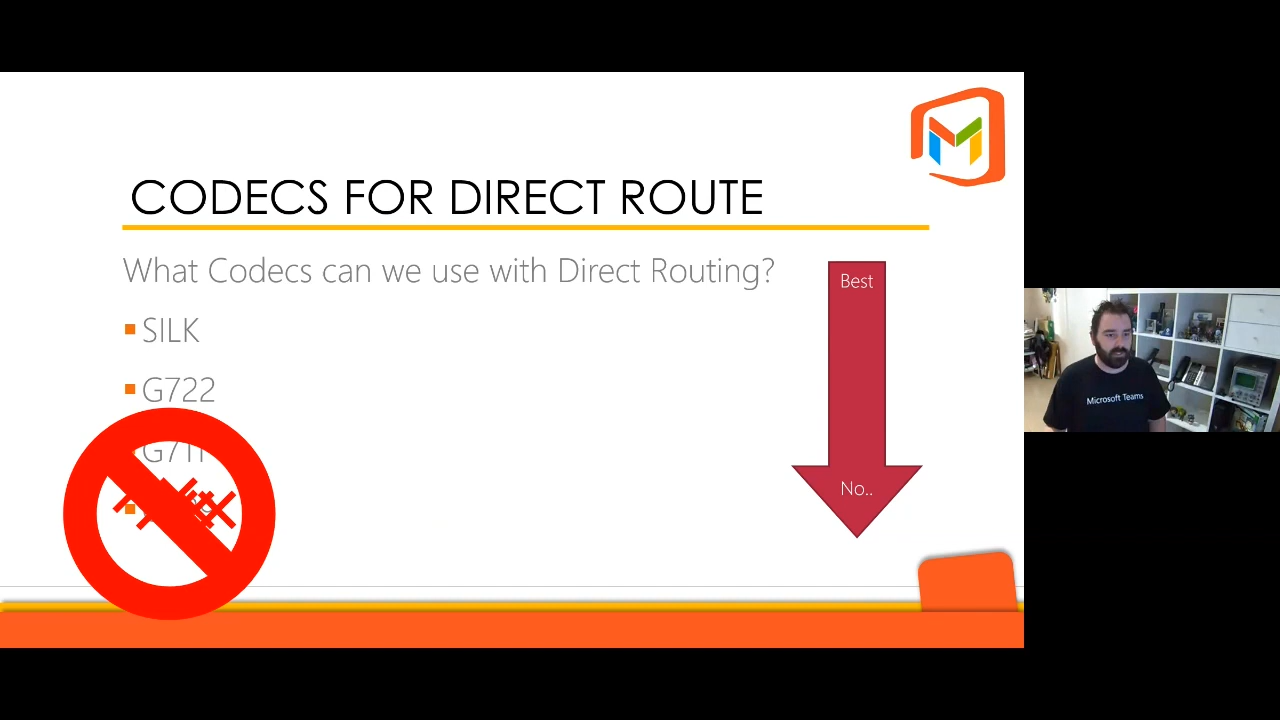 CODECS FOR DIRECT ROUTE
What Codecs can we use with Direct Routing?
SILK
G722
G711
Best
No..
Microsoft Teams